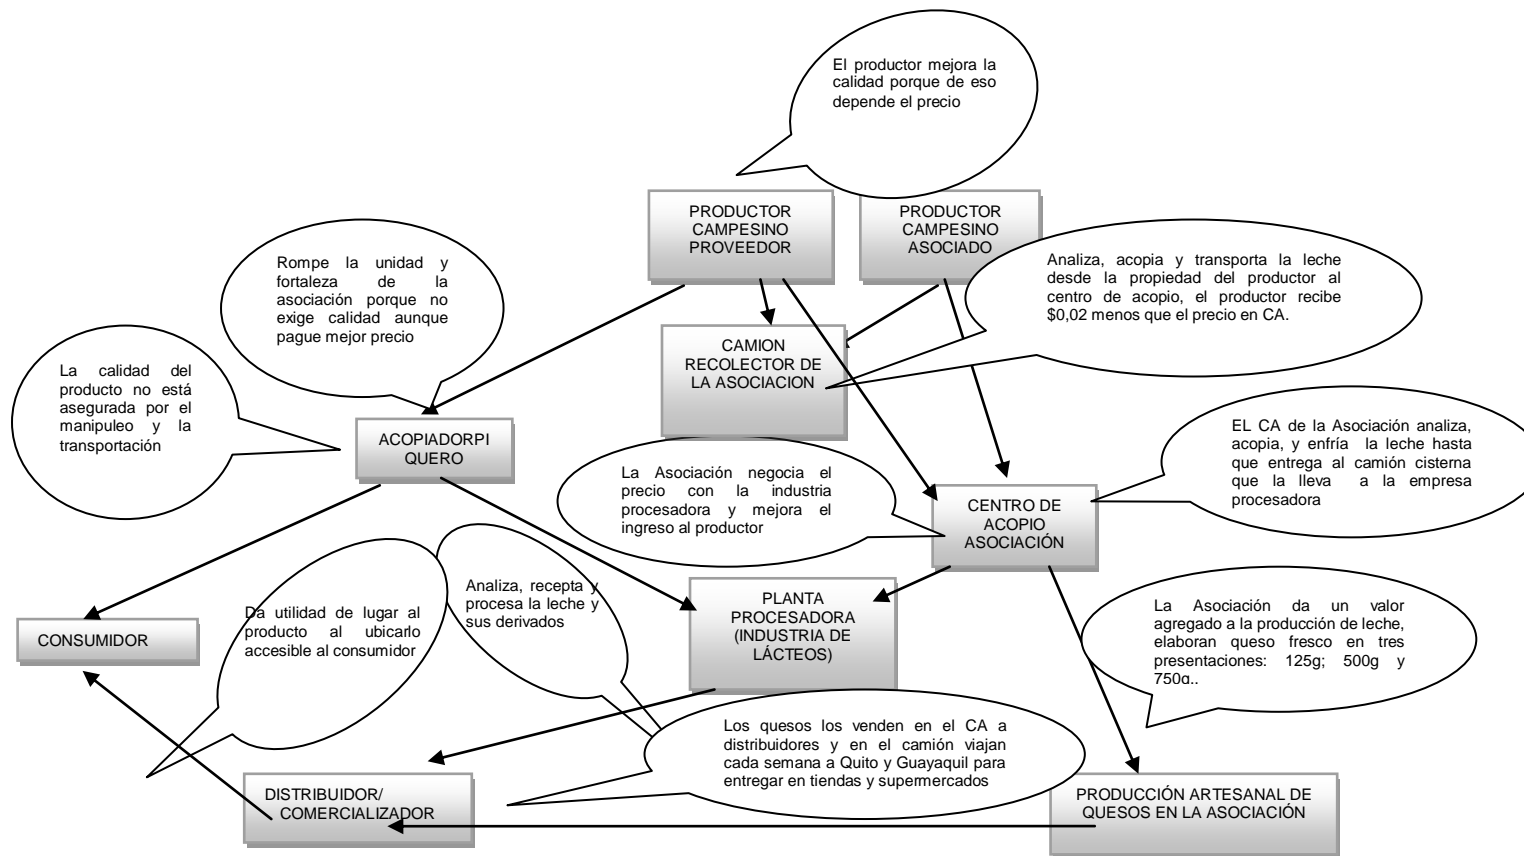 El productor mejora la
calidad porque de eso
depende el precio
PRODUCTOR
CAMPESINO
PROVEEDOR
PRODUCTOR
CAMPESINO
ASOCIADO
Rompe la unidad y
fortaleza de la
asociación porque no
exige calidad aunque
pague mejor precio
Analiza, acopia y transporta la leche
desde la propiedad del productor al
centro de acopio, el productor recibe
$0,02 menos que el precio en CA.
CAMION
RECOLECTOR DE
LA ASOCIACION
La calidad del
producto no está
asegurada por el
manipuleo y la
transportación
ACOPIADORPI
QUERO
EL CA de la Asociación analiza,
acopia, y enfría la leche hasta
que entrega al camión cisterna
que la lleva a la empresa
procesadora
La Asociación negocia el
precio con la industria
procesadora y mejora el
ingreso al productor
CENTRO DE
ACOPIO
ASOCIACIÓN
Analiza, recepta y
procesa la leche y
sus derivados
PLANTA
PROCESADORA
(INDUSTRIA DE
LÁCTEOS)
Da utilidad de lugar al
producto al ubicarlo
accesible al consumidor
CONSUMIDOR
La Asociación da un valor
agregado a la producción de leche,
elaboran queso fresco en tres
presentaciones: 125g; 500g y
750g..
Los quesos los venden en el CA a
distribuidores y en el camión viajan
cada semana a Quito y Guayaquil para
entregar en tiendas y supermercados
DISTRIBUIDOR/
COMERCIALIZADOR
PRODUCCIÓN ARTESANAL DE
QUESOS EN LA ASOCIACIÓN